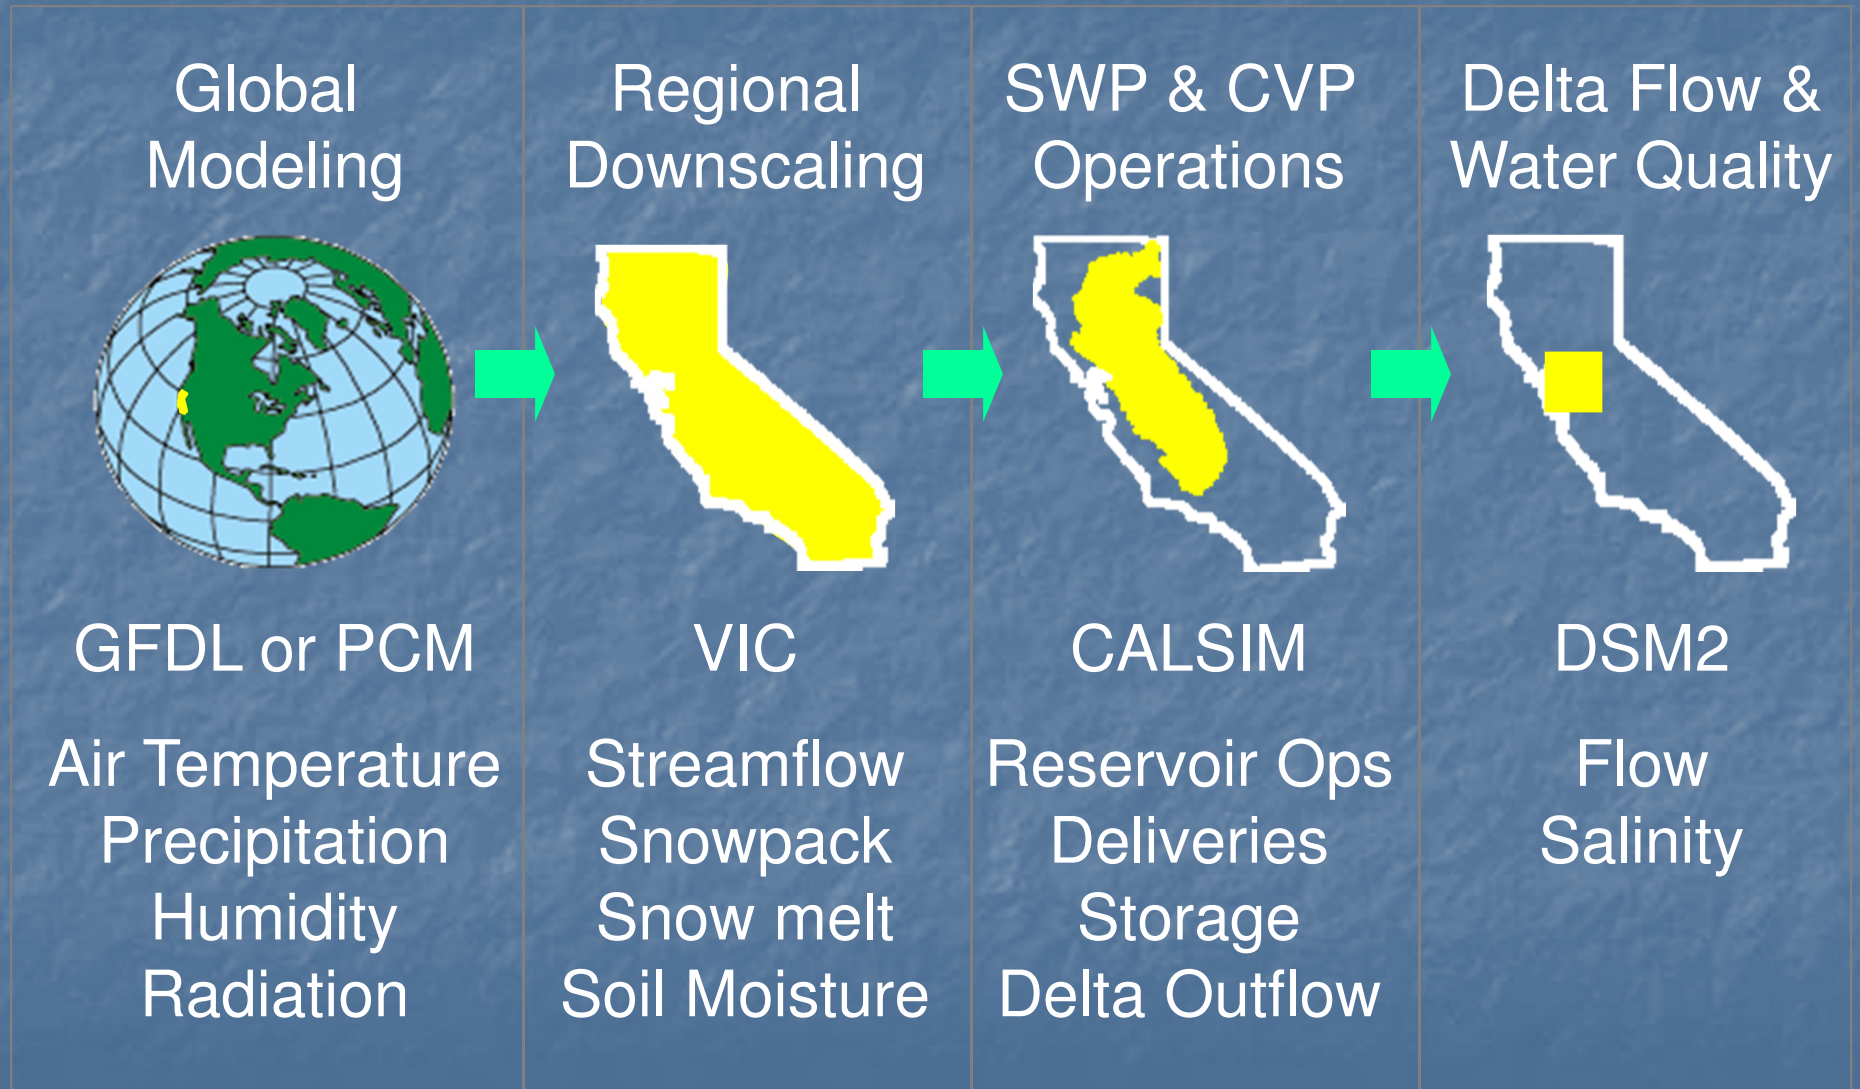 Global
Modeling
GFDL or PCM
Air Temperature
Precipitation
Humidity
Radiation
Regional
Downscaling
VIC
Streamflow
Snowpack
Snow melt
Soil Moisture
SWP & CVP
Operations
CALSIM
Reservoir Ops
Deliveries
Storage
Delta Outflow
Delta Flow &
Water Quality
DSM2
Flow
Salinity